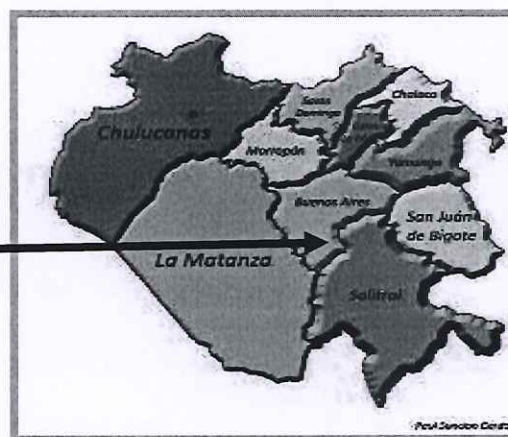 Chulucanas
Santo
Domingo
Chalaco
Morropón
Yamango
Buenos Aires
San Juán
de Bigote
La Matanza
Salitral